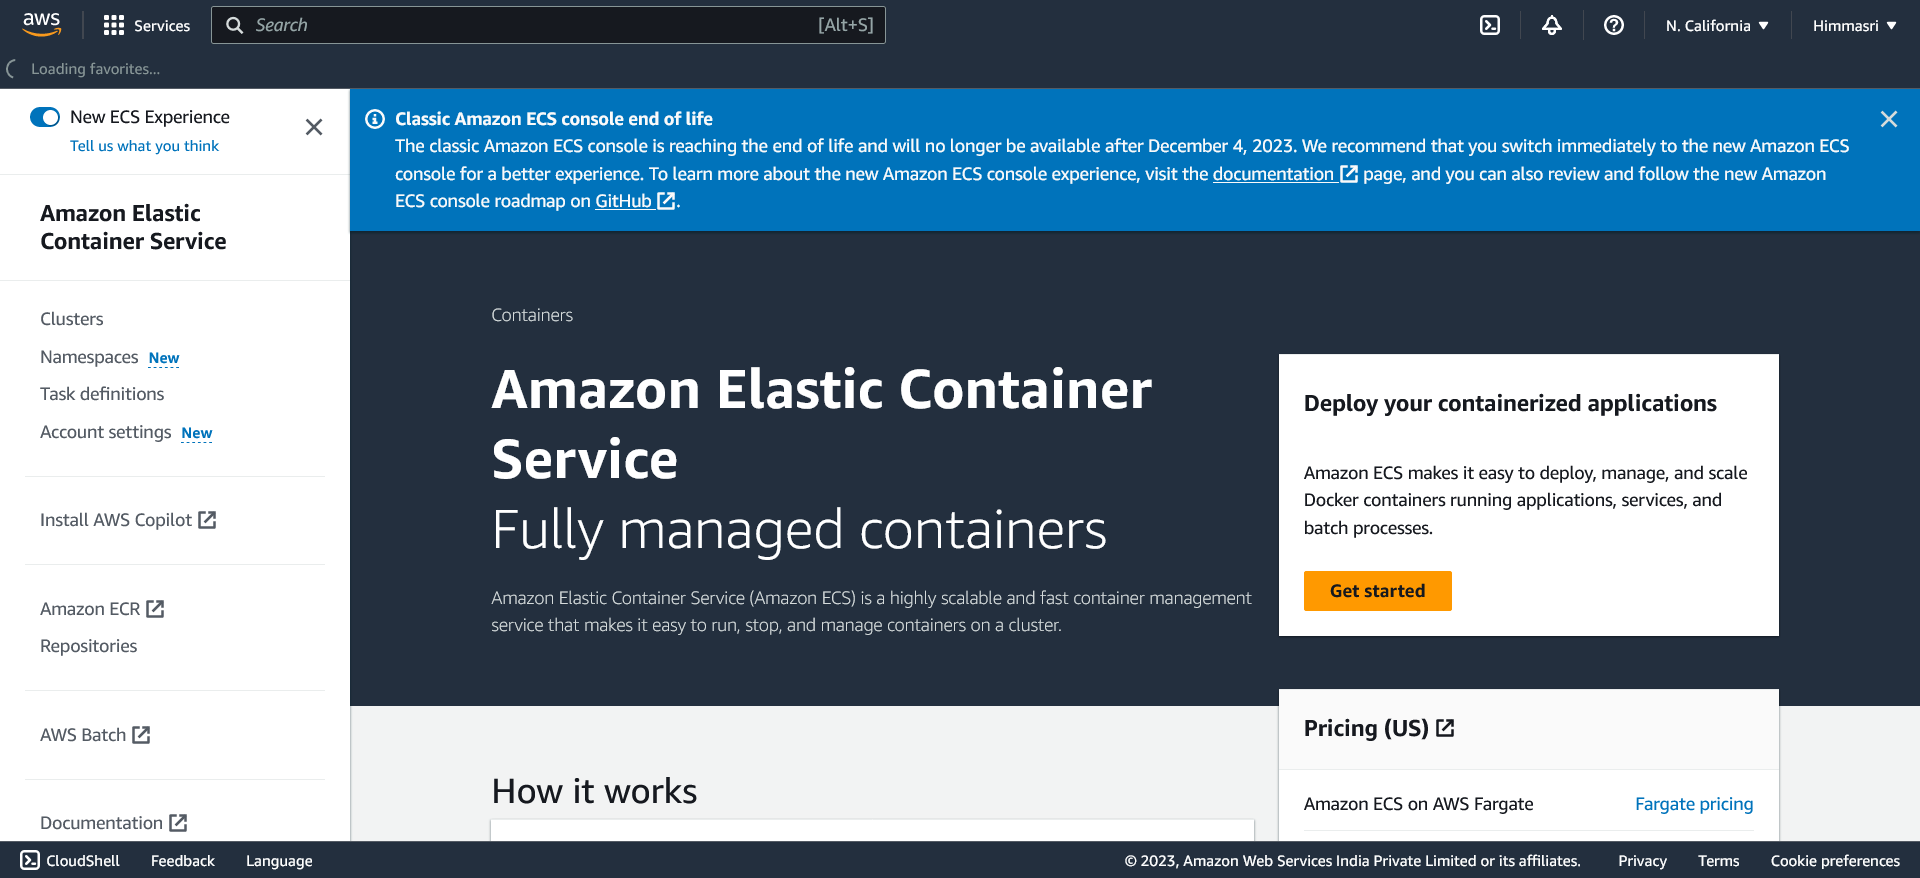 aws
Services
Search
[Alt+S]
N. California
Himmasri
Loading favorites...
New ECS Experience
Tell us what you think
Amazon Elastic
Container Service
Clusters
Namespaces New
Task definitions
Account settings New
Install AWS Copilot
Amazon ECR
Repositories
AWS Batch
Documentation
Classic Amazon ECS console end of life
The classic Amazon ECS console is reaching the end of life and will no longer be available after December 4, 2023. We recommend that you switch immediately to the new Amazon ECS
console for a better experience. To learn more about the new Amazon ECS console experience, visit the documentation page, and you can also review and follow the new Amazon
ECS console roadmap on GitHub.
Containers
Amazon Elastic Container
Service
Fully managed containers
Amazon Elastic Container Service (Amazon ECS) is a highly scalable and fast container management
service that makes it easy to run, stop, and manage containers on a cluster.
Deploy your containerized applications
Amazon ECS makes it easy to deploy, manage, and scale
Docker containers running applications, services, and
batch processes.
Get started
How it works
Pricing (US)
Amazon ECS on AWS Fargate
Fargate pricing
CloudShell
Feedback
Language
© 2023, Amazon Web Services India Private Limited or its affiliates.
Privacy
Terms
Cookie preferences